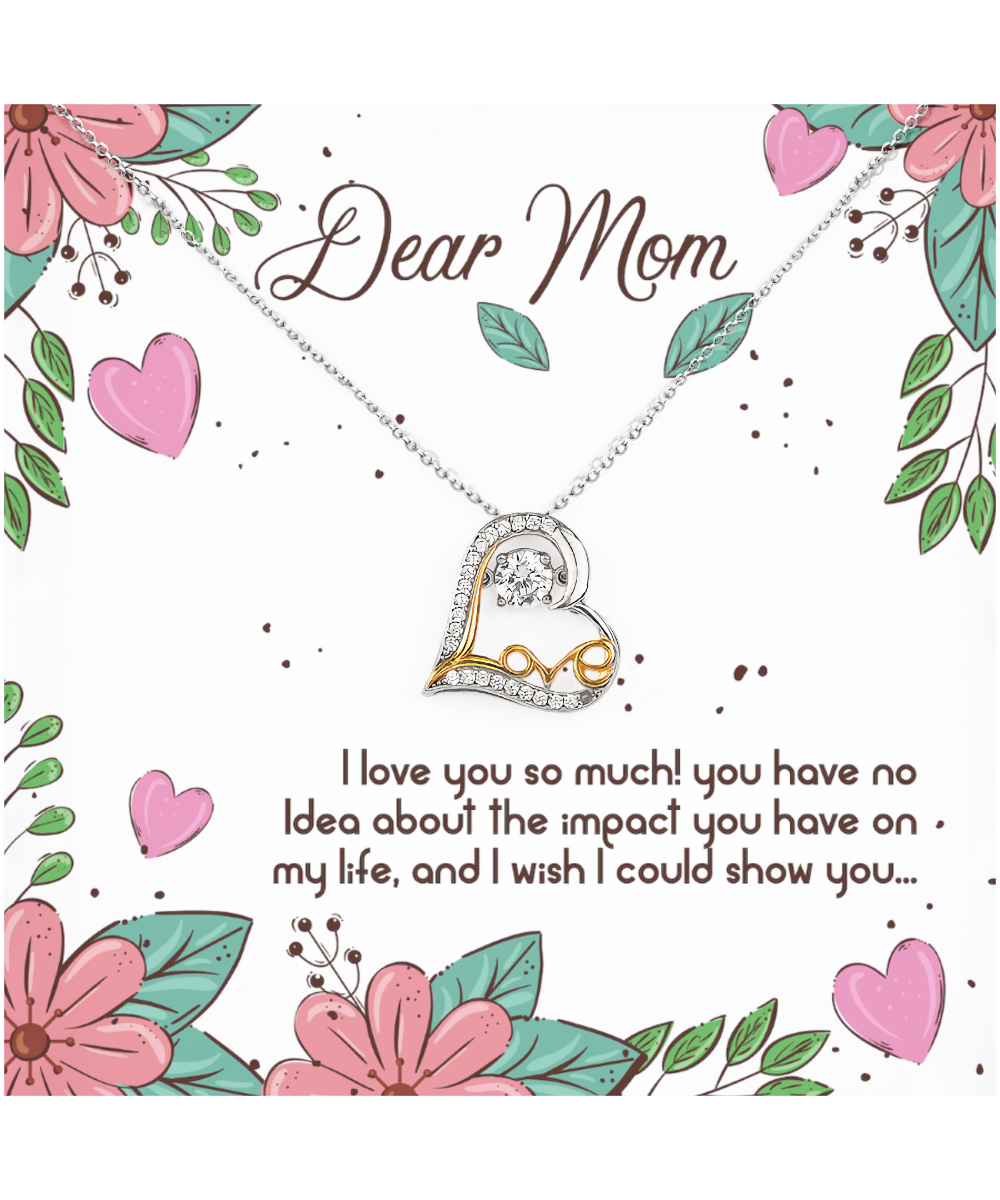 Dear Mom
Love
I love you so much! you have no
Idea about the impact you have on
my life, and I wish I could show you...